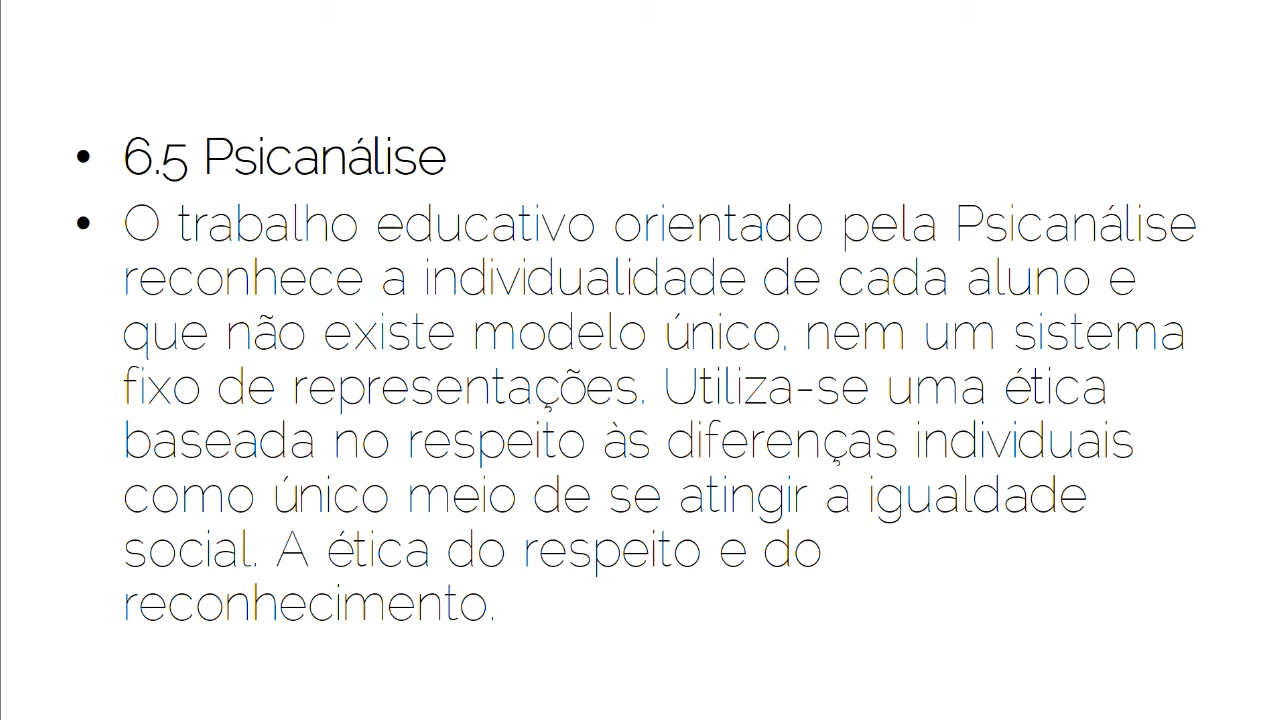 • 6.5 Psicanálise
• O trabalho educativo orientado pela Psicanálise
reconhece a individualidade de cada aluno e
que não existe modelo único, nem um sistema
fixo de representações. Utiliza-se uma ética
baseada no respeito às diferenças individuais
como único meio de se atingir a igualdade
social. A ética do respeito e do
reconhecimento.